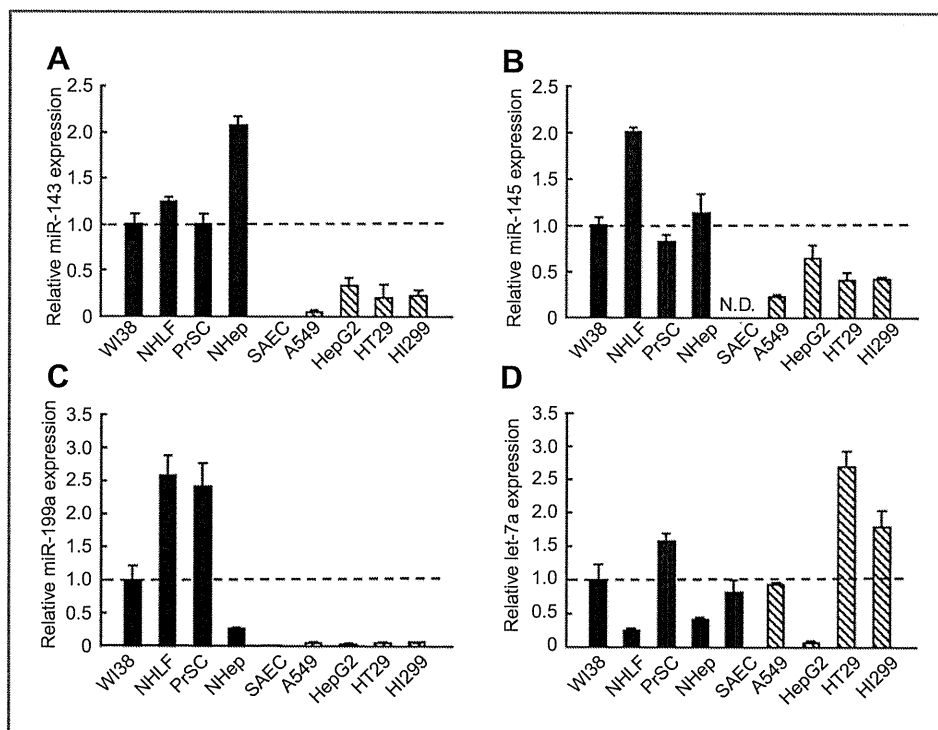 A
Relative miR-143 expression
2.5
2.0
1.5
1.0
0.5
0
WI38
NHLF
PrSC
NHep
SAEC
A549
HepG2
HT29
HI299
B
Relative miR-145 expression
2.5
2.0
1.5
1.0
0.5
0
N.D.
WI38
NHLF
PrSC
NHep
SAEC
A549
HepG2
HT29
HI299
C
Relative miR-199a expression
3.5
3.0
2.5
2.0
1.5
1.0
0.5
0
WI38
NHLF
PrSC
NHep
SAEC
A549
HepG2
HT29
HI299
D
Relative let-7a expression
3.5
3.0
2.5
2.0
1.5
1.0
0.5
0
WI38
NHLF
PrSC
NHep
SAEC
A549
HepG2
HT29
HI299